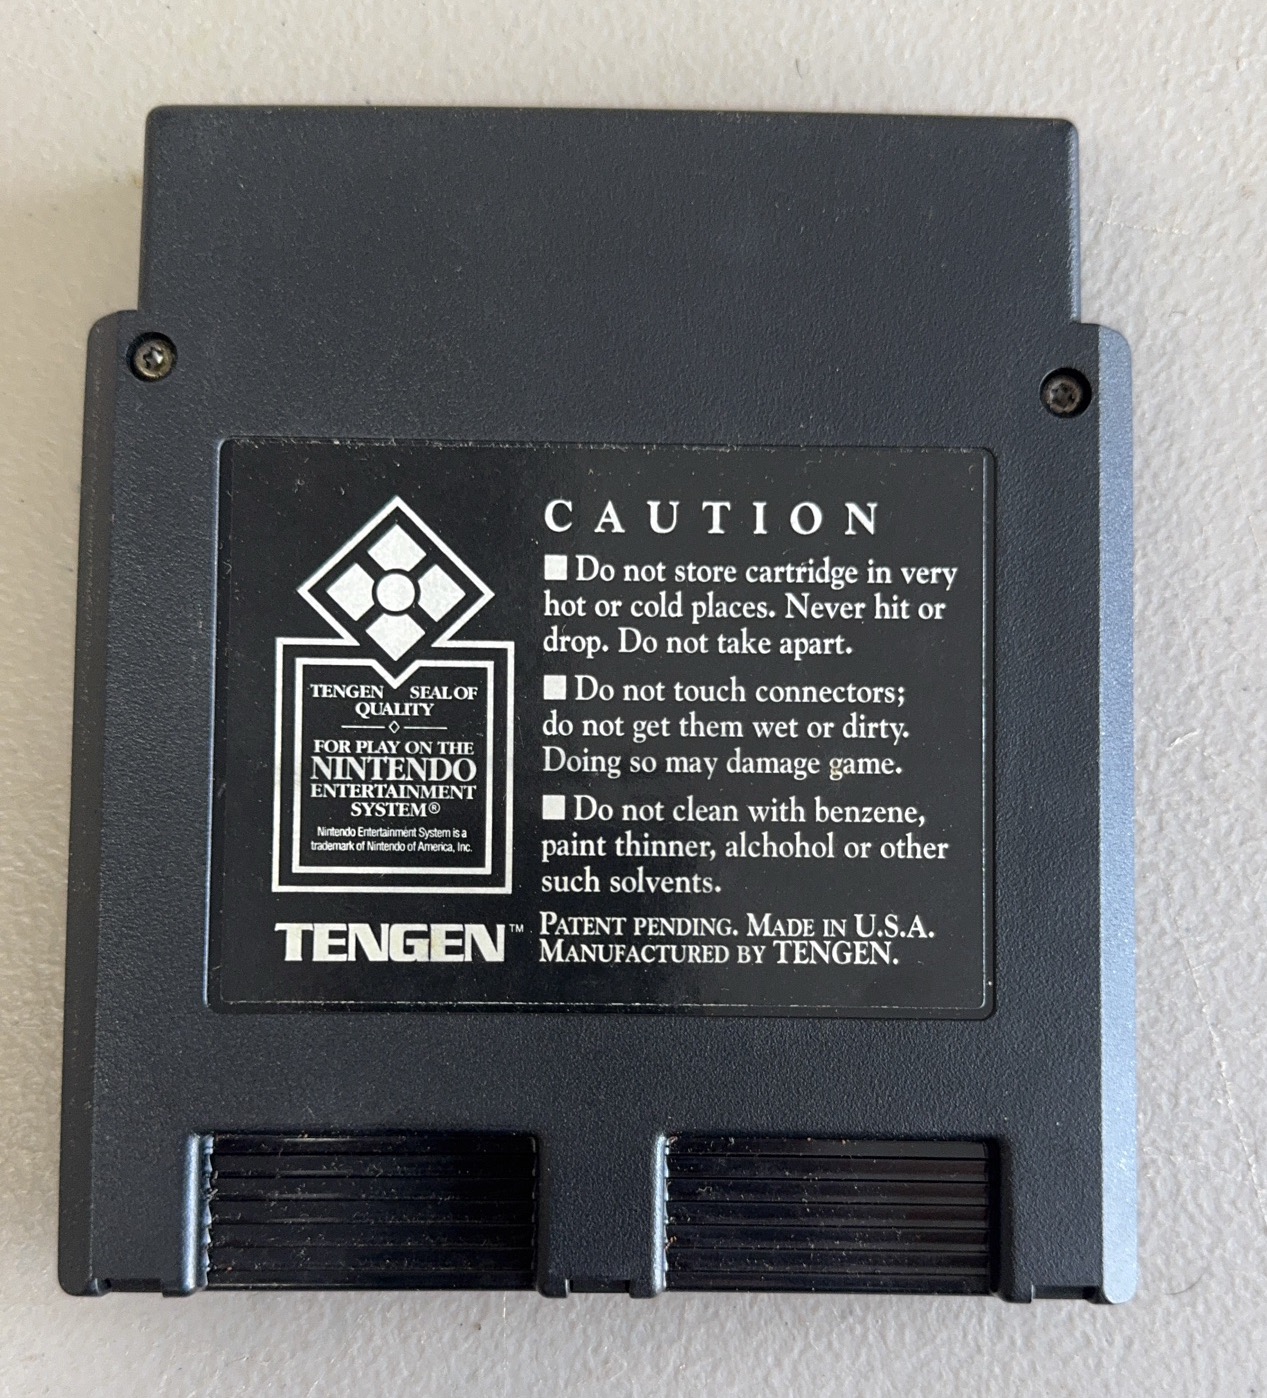 TENGEN SEAL OF
QUALITY
FOR PLAY ON THE
NINTENDO
ENTERTAINMENT
SYSTEM®
Nintendo Entertainment System is a
trademark of Nintendo of America, Inc.
TENGEN™
CAUTION
■ Do not store cartridge in very
hot or cold places. Never hit or
drop. Do not take apart.
■ Do not touch connectors;
do not get them wet or dirty.
Doing so may damage game.
■ Do not clean with benzene,
paint thinner, alchohol or other
such solvents.
PATENT PENDING. MADE IN U.S.A.
MANUFACTURED BY TENGEN.